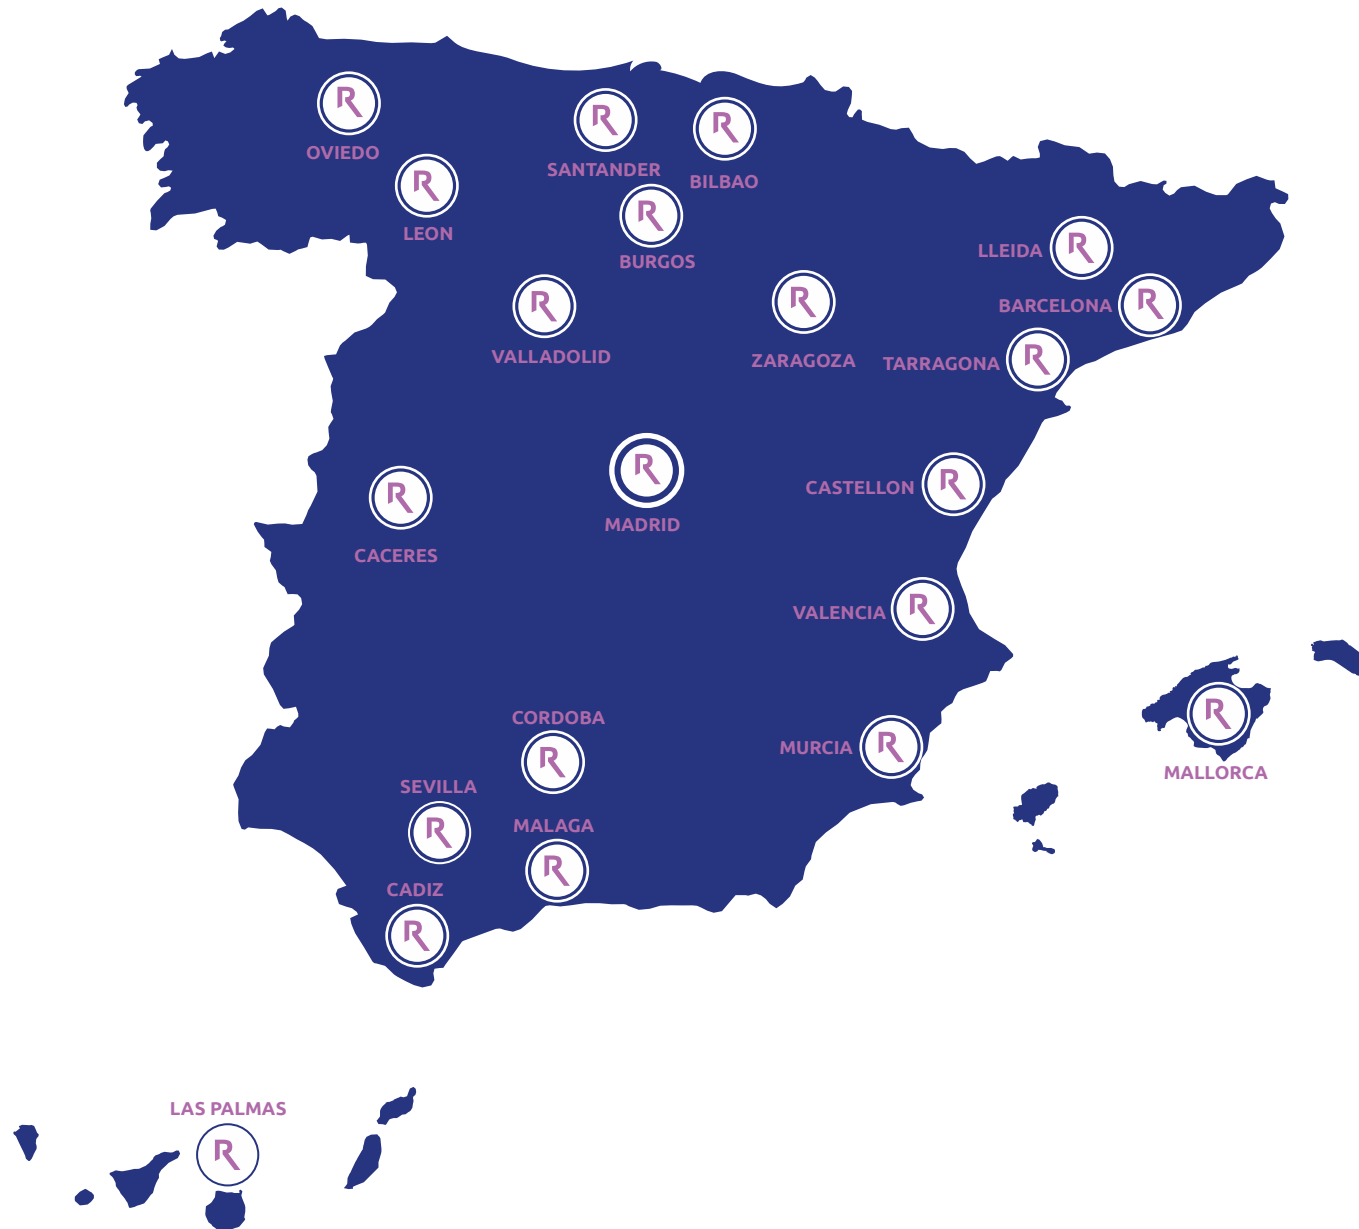 OVIEDO
SANTANDER
BILBAO
LEON
BURGOS
LLEIDA
BARCELONA
VALLADOLID
ZARAGOZA
TARRAGONA
CASTELLON
MADRID
CACERES
VALENCIA
CORDOBA
MURCIA
MALLORCA
SEVILLA
MALAGA
CADIZ
LAS PALMAS